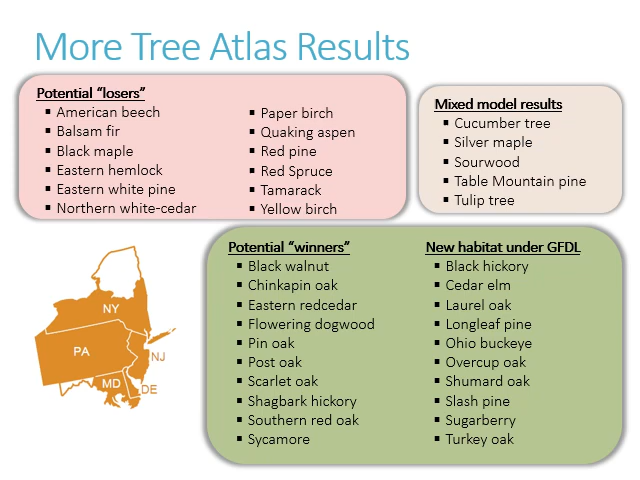 More Tree Atlas Results
Potential “losers”
▪ American beech
▪ Balsam fir
▪ Black maple
▪ Eastern hemlock
▪ Eastern white pine
▪ Northern white-cedar
▪ Paper birch
▪ Quaking aspen
▪ Red pine
▪ Red Spruce
▪ Tamarack
▪ Yellow birch
Mixed model results
▪ Cucumber tree
▪ Silver maple
▪ Sourwood
▪ Table Mountain pine
▪ Tulip tree
Potential “winners”
▪ Black walnut
▪ Chinkapin oak
▪ Eastern redcedar
▪ Flowering dogwood
▪ Pin oak
▪ Post oak
▪ Scarlet oak
▪ Shagbark hickory
▪ Southern red oak
▪ Sycamore
New habitat under GFDL
▪ Black hickory
▪ Cedar elm
▪ Laurel oak
▪ Longleaf pine
▪ Ohio buckeye
▪ Overcup oak
▪ Shumard oak
▪ Slash pine
▪ Sugarberry
▪ Turkey oak
NY
PA
NJ
MD
DE